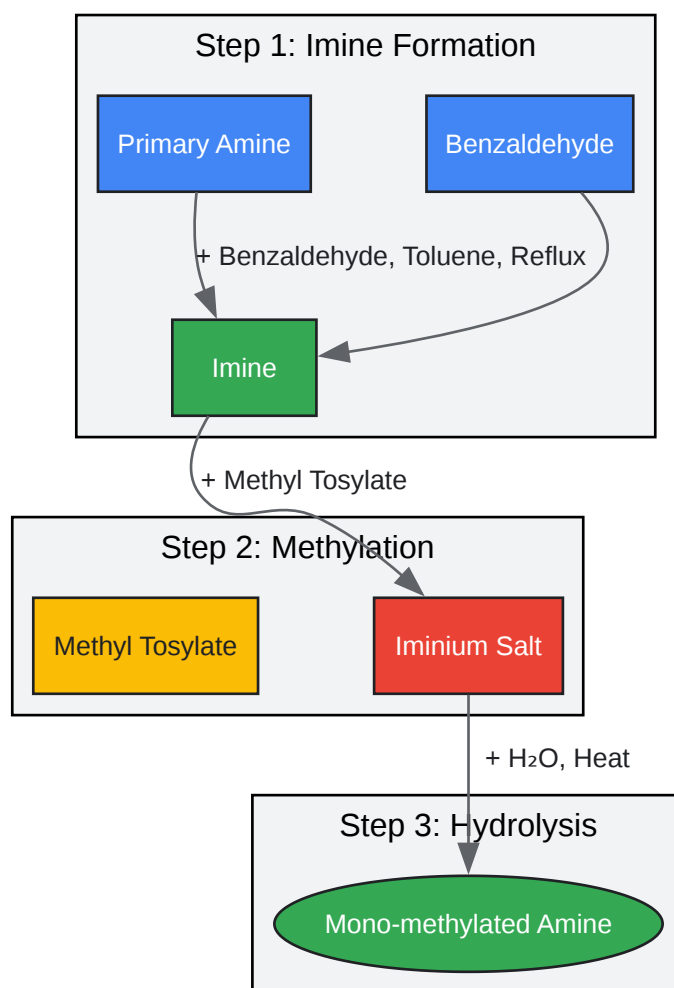 Step 1: Imine Formation
Primary Amine
Benzaldehyde
+ Benzaldehyde, Toluene, Reflux
Imine
+ Methyl Tosylate
Step 2: Methylation
Methyl Tosylate
Iminium Salt
+ H₂O, Heat
Step 3: Hydrolysis
Mono-methylated Amine